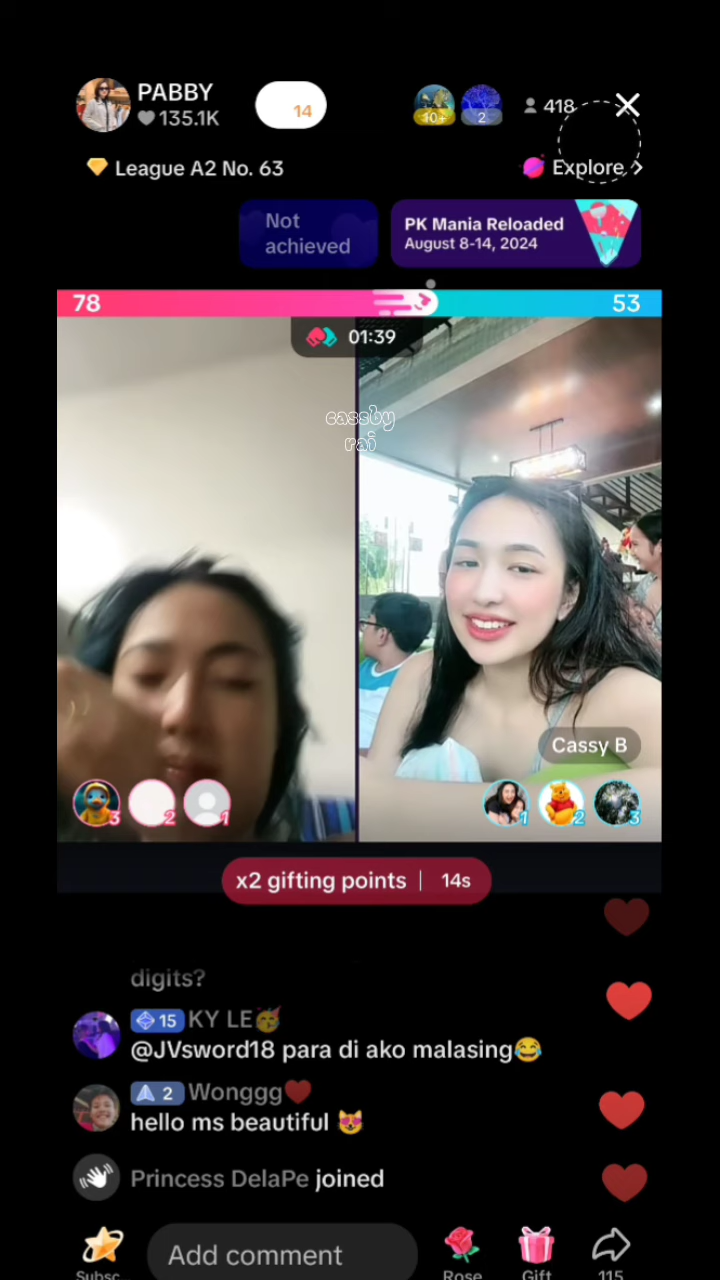 PABBY
135.1K
14
10+
2
418
League A2 No. 63
Explore
Not
achieved
PK Mania Reloaded
August 8-14, 2024
78
53
01:39
cassby
rai
Cassy B
3
2
1
1
2
3
x2 gifting points | 14s
digits?
15 KY LE🥳
@JVsword18 para di ako malasing😂
2 Wonggg❤️
hello ms beautiful 😻
Princess DelaPe joined
Add comment
Subsc...
Rose
Gift
115